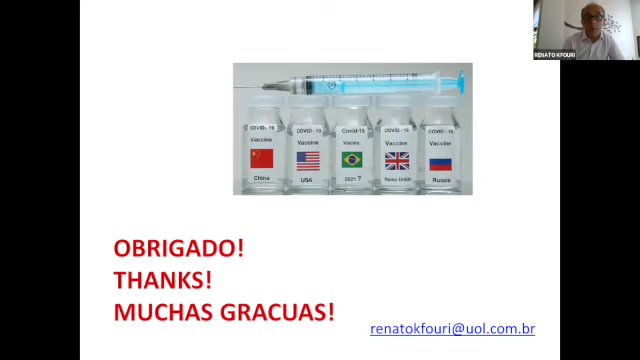 RENATO KFOURI
COVID -19
Vaccine
China
COVID -19
Vaccine
USA
Covid-19
Vacina
2021 ?
COVID -19
Vaccine
Reino Unido
COVID -19
Vaccine
Russia
OBRIGADO!
THANKS!
MUCHAS GRACUAS!
renatokfouri@uol.com.br